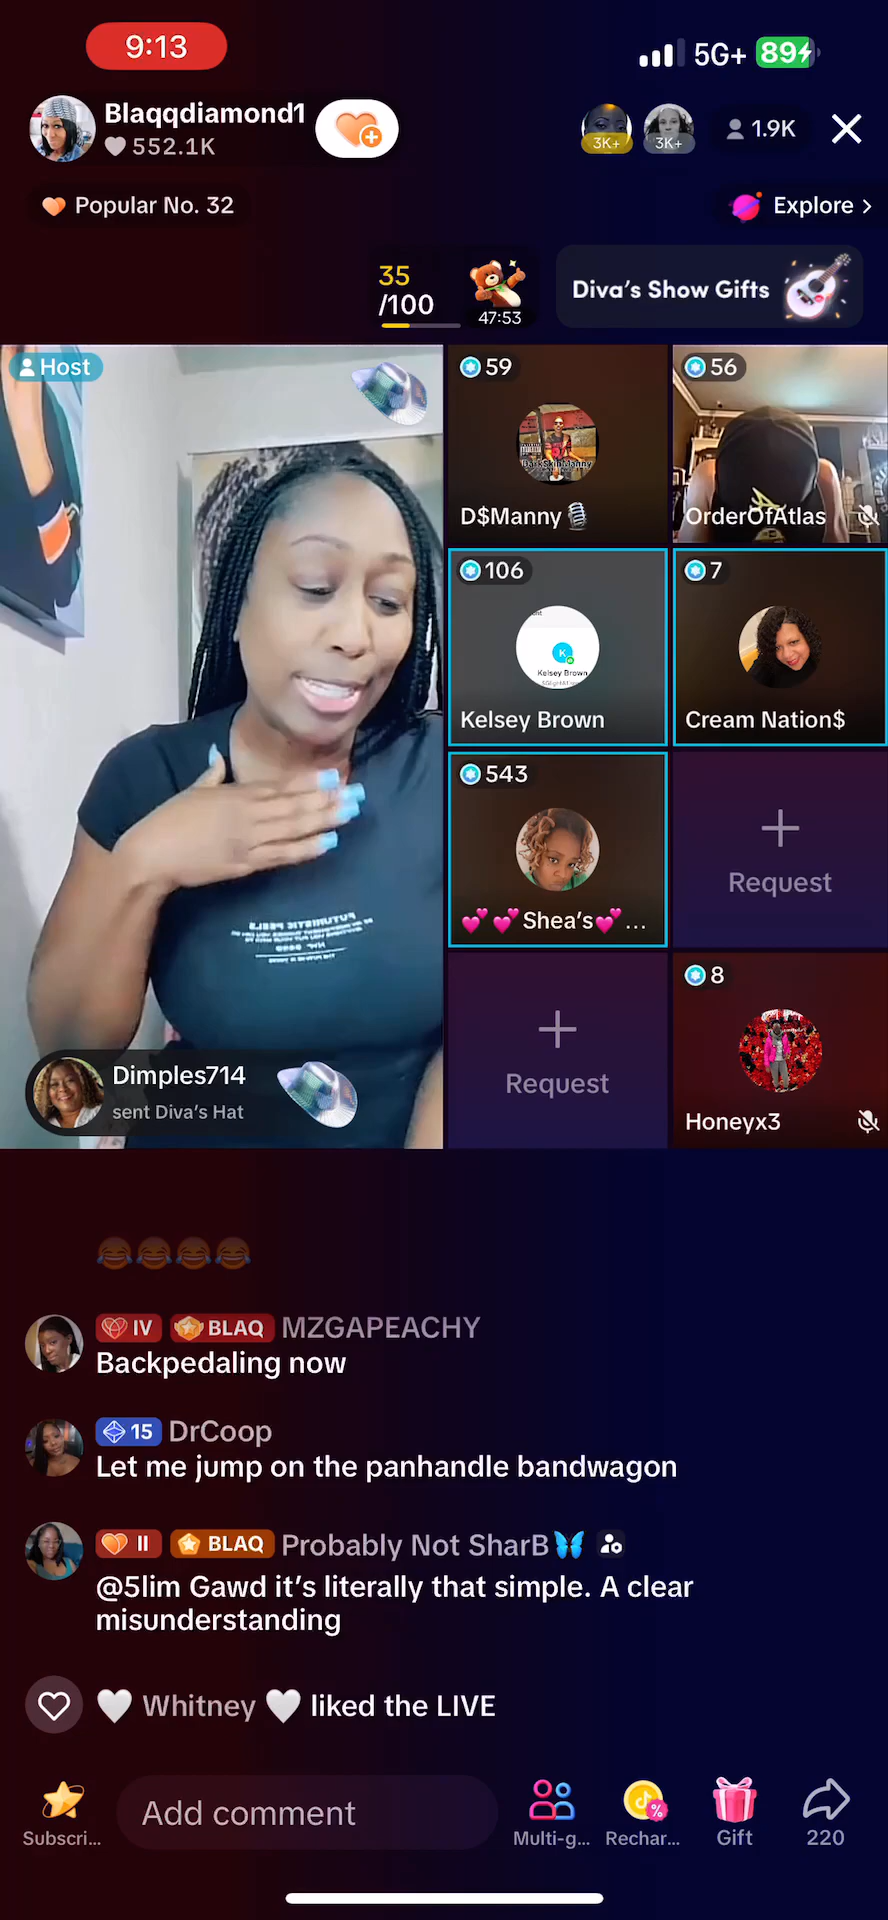 9:13
5G+ 89
Blaqqdiamond1
552.1K
3K+
3K+
1.9K
Popular No. 32
Explore >
35
/100
47:53
Diva's Show Gifts
Host
59
D$Manny🎙️
56
OrderOfAtlas
106
K
Kelsey Brown
Kelsey Brown
7
Cream Nation$
543
💕💕Shea's💕...
Request
Request
8
Honeyx3
Dimples714
sent Diva's Hat
😂😂😂😂
IV BLAQ MZGAPEACHY
Backpedaling now
15 DrCoop
Let me jump on the panhandle bandwagon
II BLAQ Probably Not SharB🦋
@5lim Gawd it's literally that simple. A clear
misunderstanding
🤍 Whitney 🤍 liked the LIVE
Add comment
Subscri...
Multi-g...
Rechar...
Gift
220